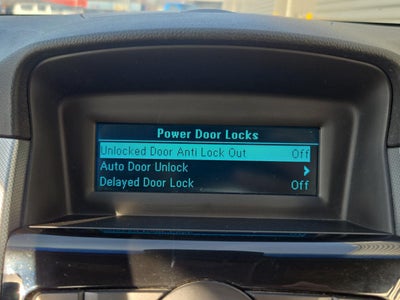 Power Door Locks
Unlocked Door Anti Lock Out Off
Auto Door Unlock
Delayed Door Lock Off